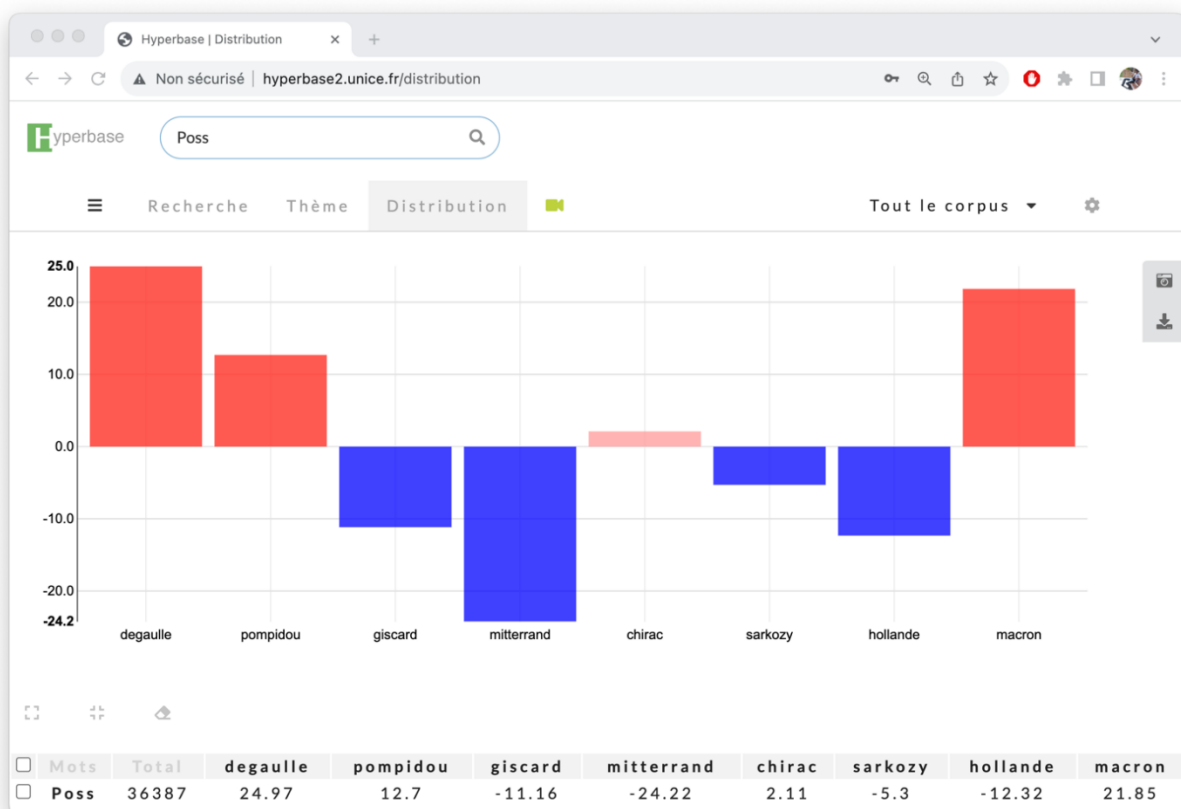 Hyperbase | Distribution
Non sécurisé | hyperbase2.unice.fr/distribution
Hyperbase Poss
Recherche Thème Distribution Tout le corpus
25.0
20.0
10.0
0.0
-10.0
-20.0
-24.2
degaulle pompidou giscard mitterrand chirac sarkozy hollande macron
Mots Total degaulle pompidou giscard mitterrand chirac sarkozy hollande macron
Poss 36387 24.97 12.7 -11.16 -24.22 2.11 -5.3 -12.32 21.85